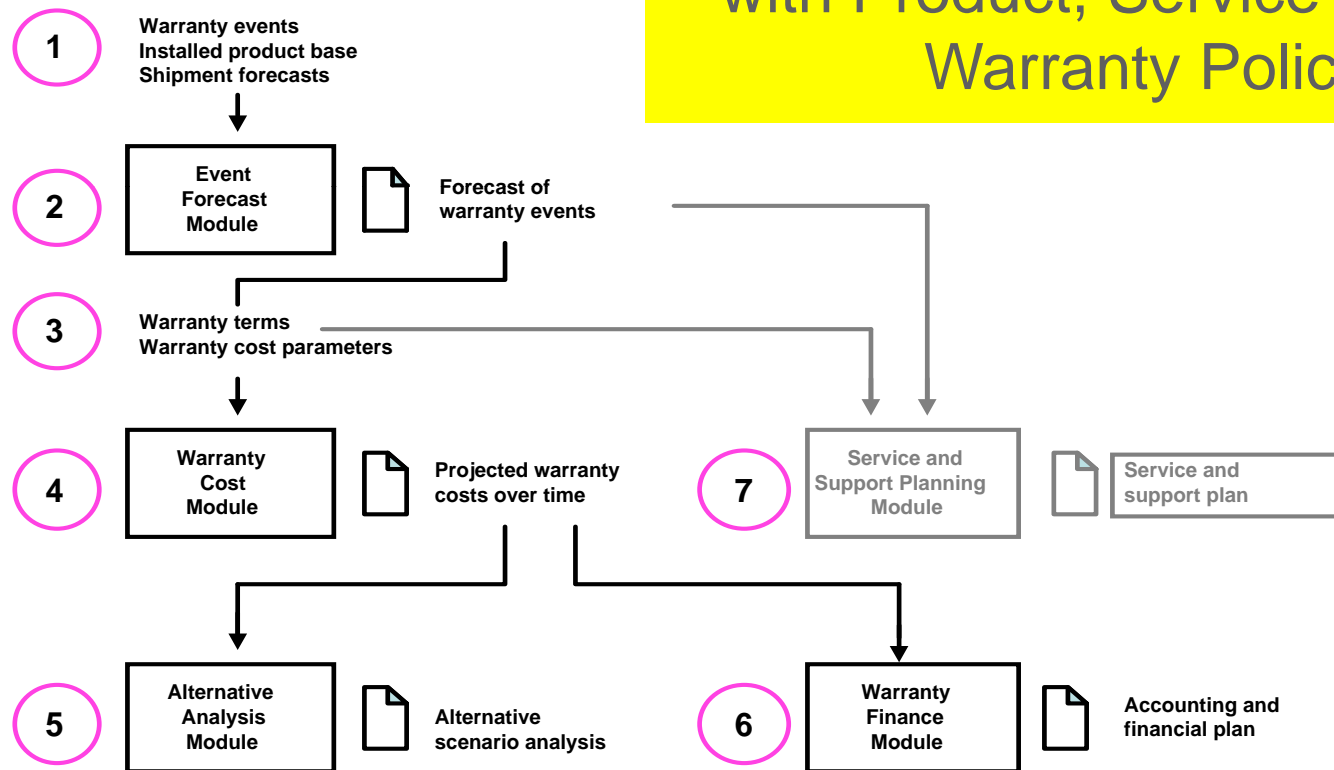 with Product, Service
Warranty Polic
1
Warranty events
Installed product base
Shipment forecasts
2
Event
Forecast
Module
Forecast of
warranty events
3
Warranty terms
Warranty cost parameters
4
Warranty
Cost
Module
Projected warranty
costs over time
7
Service and
Support Planning
Module
Service and
support plan
5
Alternative
Analysis
Module
Alternative
scenario analysis
6
Warranty
Finance
Module
Accounting and
financial plan